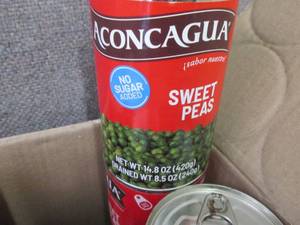 ACONCAGUA
¡sabor nuestro!
NO
SUGAR
ADDED
SWEET
PEAS
NET WT 14.8 OZ (420g)
DRAINED WT 8.5 OZ (240g)
UA